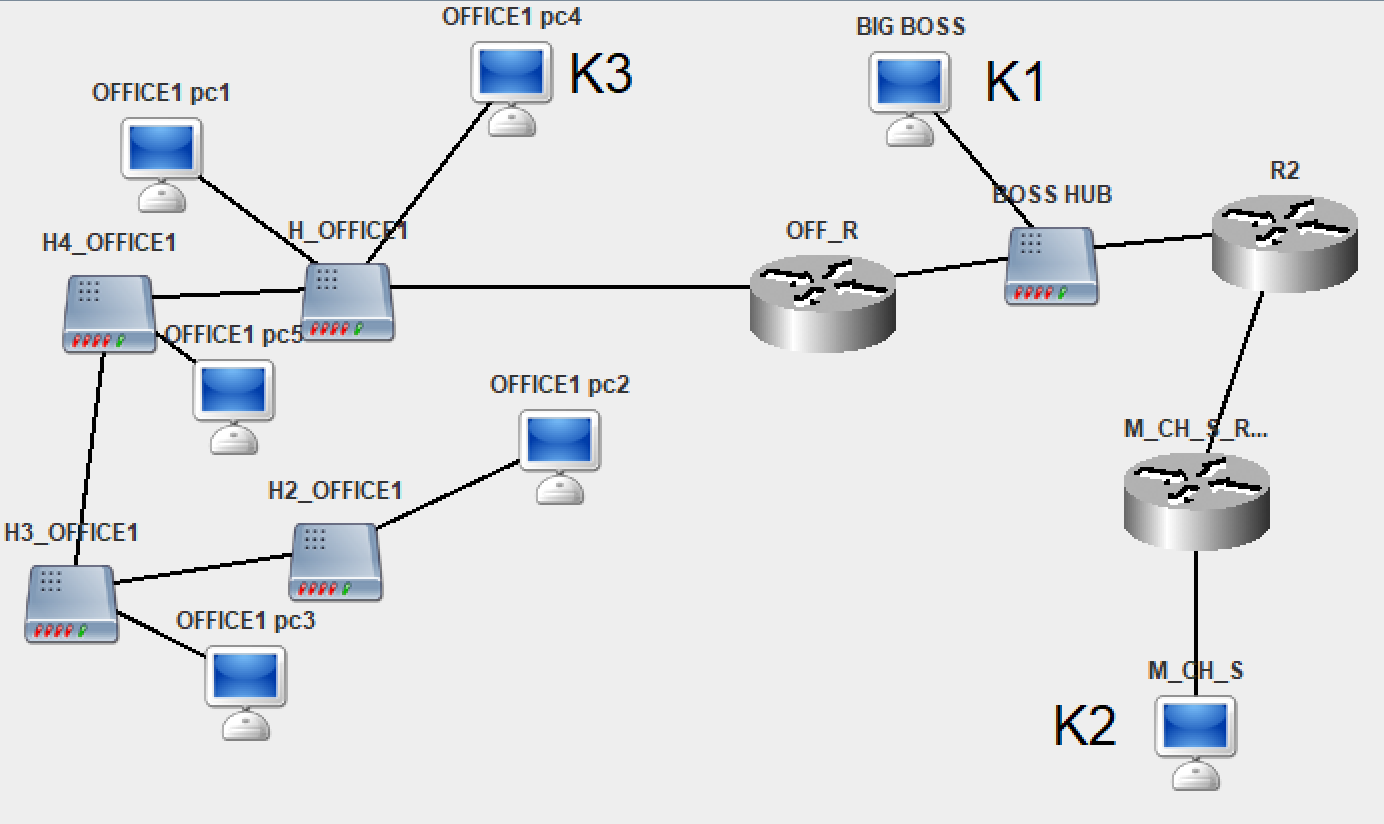 OFFICE1 pc4
K3
BIG BOSS
K1
OFFICE1 pc1
R2
BOSS HUB
H_OFFICE1
OFF_R
H4_OFFICE1
OFFICE1 pc5
OFFICE1 pc2
M_CH_S_R...
H2_OFFICE1
H3_OFFICE1
OFFICE1 pc3
M_CH_S
K2